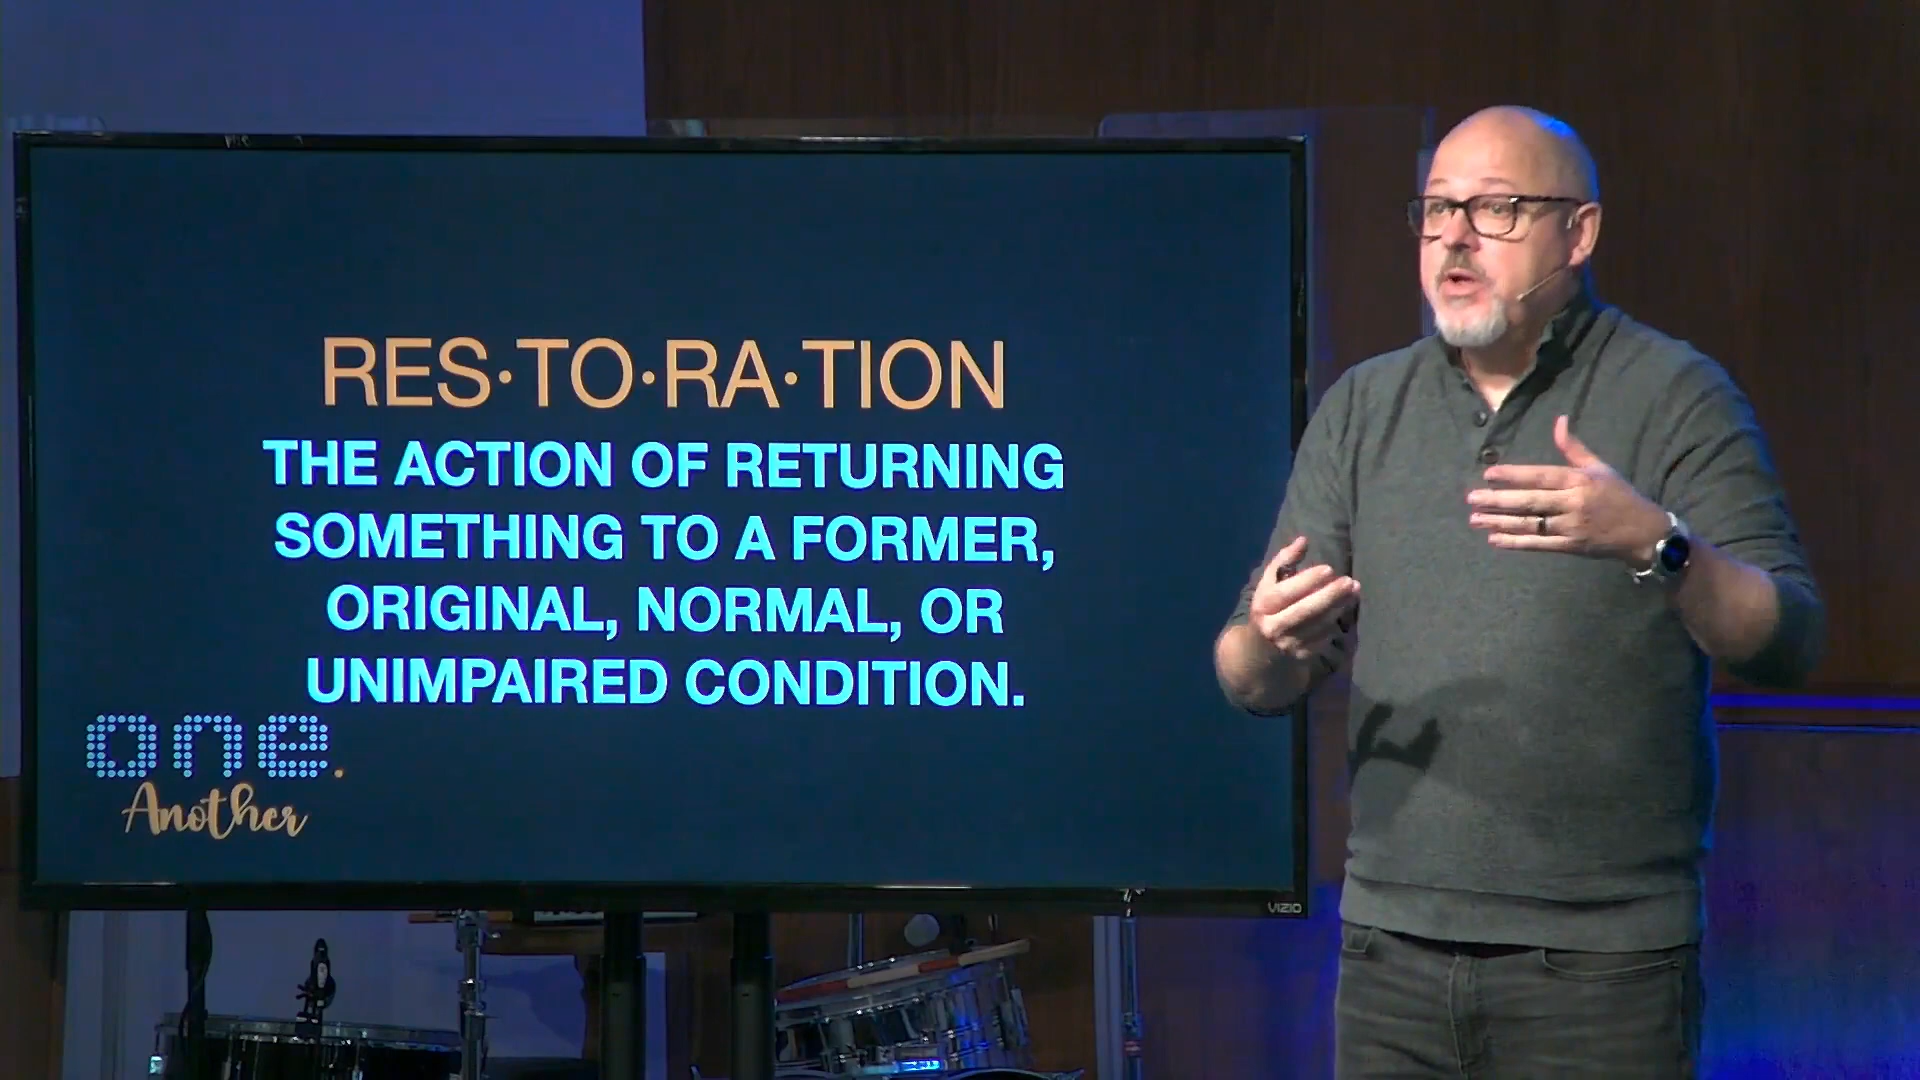 RES·TO·RA·TION
THE ACTION OF RETURNING
SOMETHING TO A FORMER,
ORIGINAL, NORMAL, OR
UNIMPAIRED CONDITION.
one.
Another
VIZIO